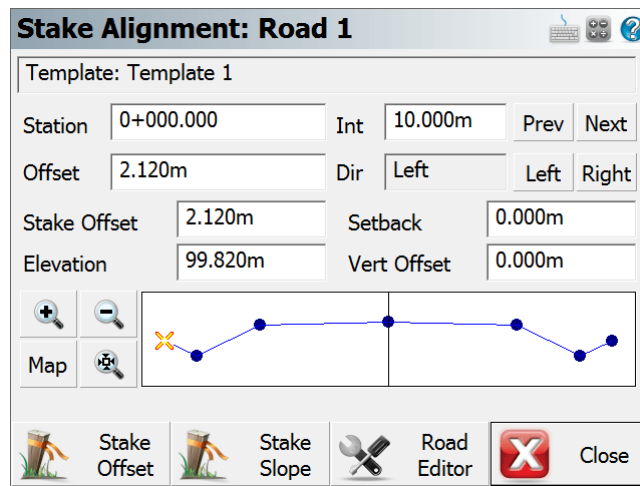 Stake Alignment: Road 1
Template: Template 1
Station 0+000.000 Int 10.000m Prev Next
Offset 2.120m Dir Left Left Right
Stake Offset 2.120m Setback 0.000m
Elevation 99.820m Vert Offset 0.000m
Map
Stake Offset
Stake Slope
Road Editor
Close